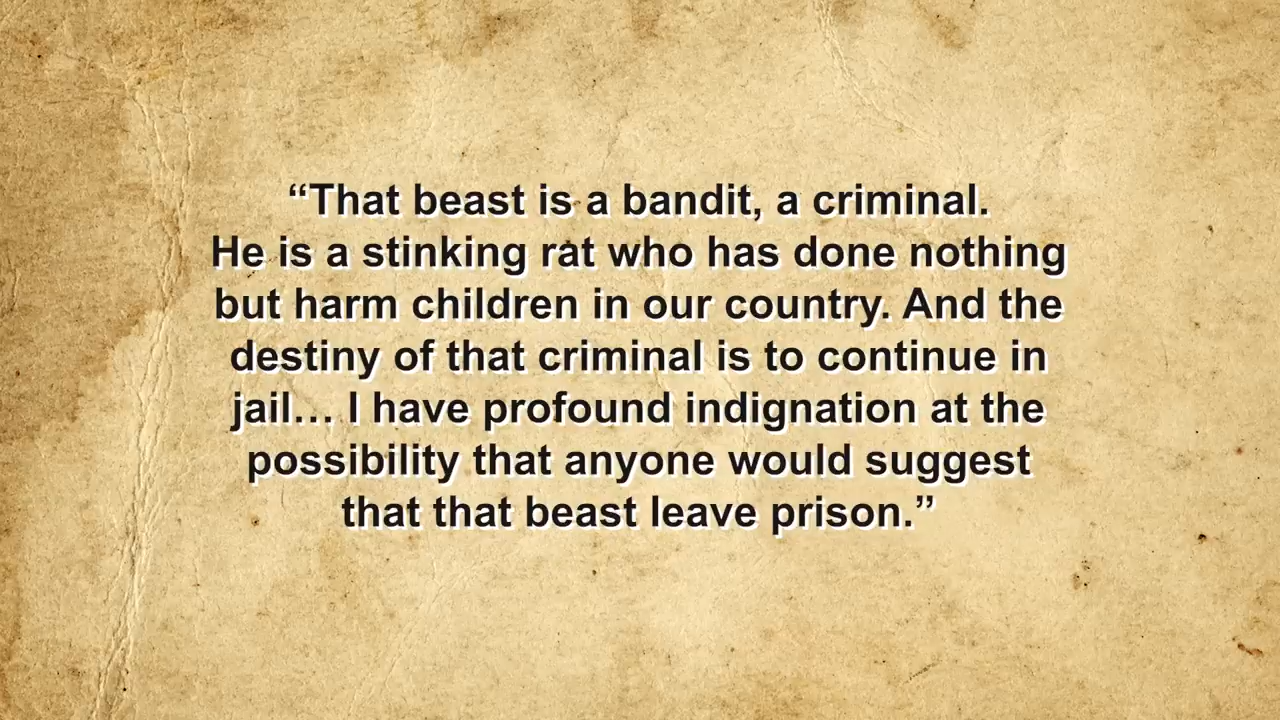 “That beast is a bandit, a criminal.
He is a stinking rat who has done nothing
but harm children in our country. And the
destiny of that criminal is to continue in
jail… I have profound indignation at the
possibility that anyone would suggest
that that beast leave prison.”